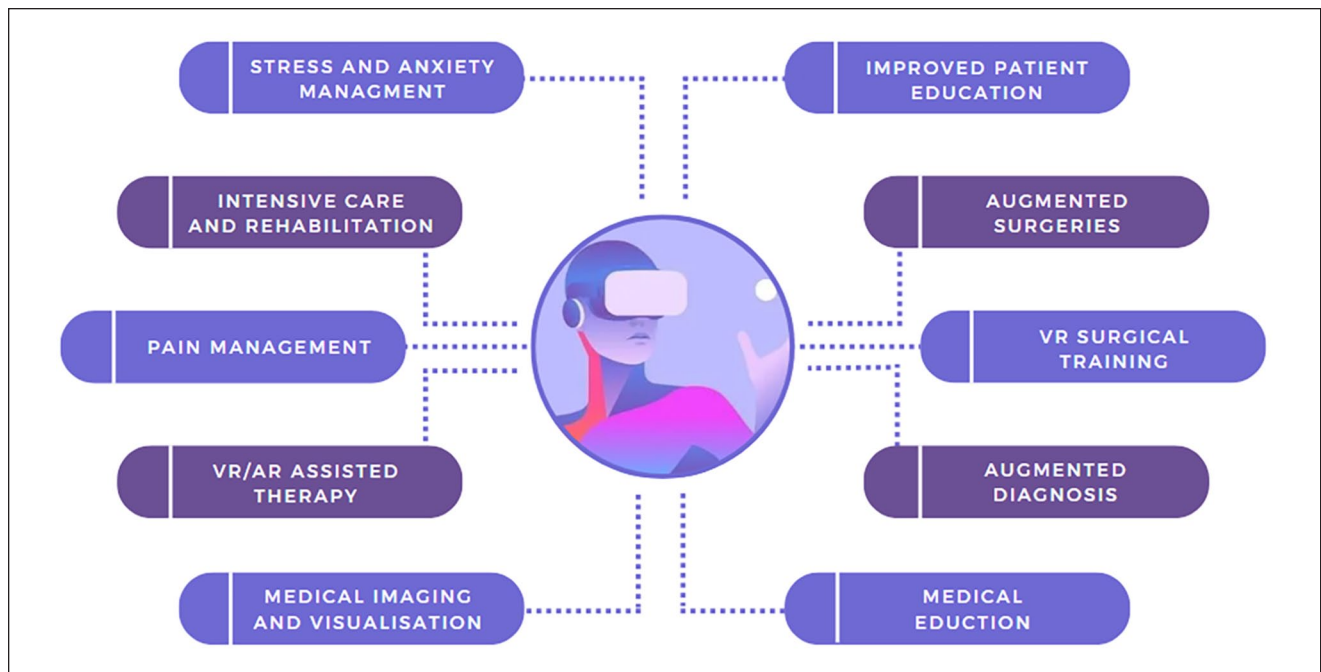 STRESS AND ANXIETY
MANAGMENT
IMPROVED PATIENT
EDUCATION
INTENSIVE CARE
AND REHABILITATION
AUGMENTED
SURGERIES
PAIN MANAGEMENT
VR SURGICAL
TRAINING
VR/AR ASSISTED
THERAPY
AUGMENTED
DIAGNOSIS
MEDICAL IMAGING
AND VISUALISATION
MEDICAL
EDUCTION